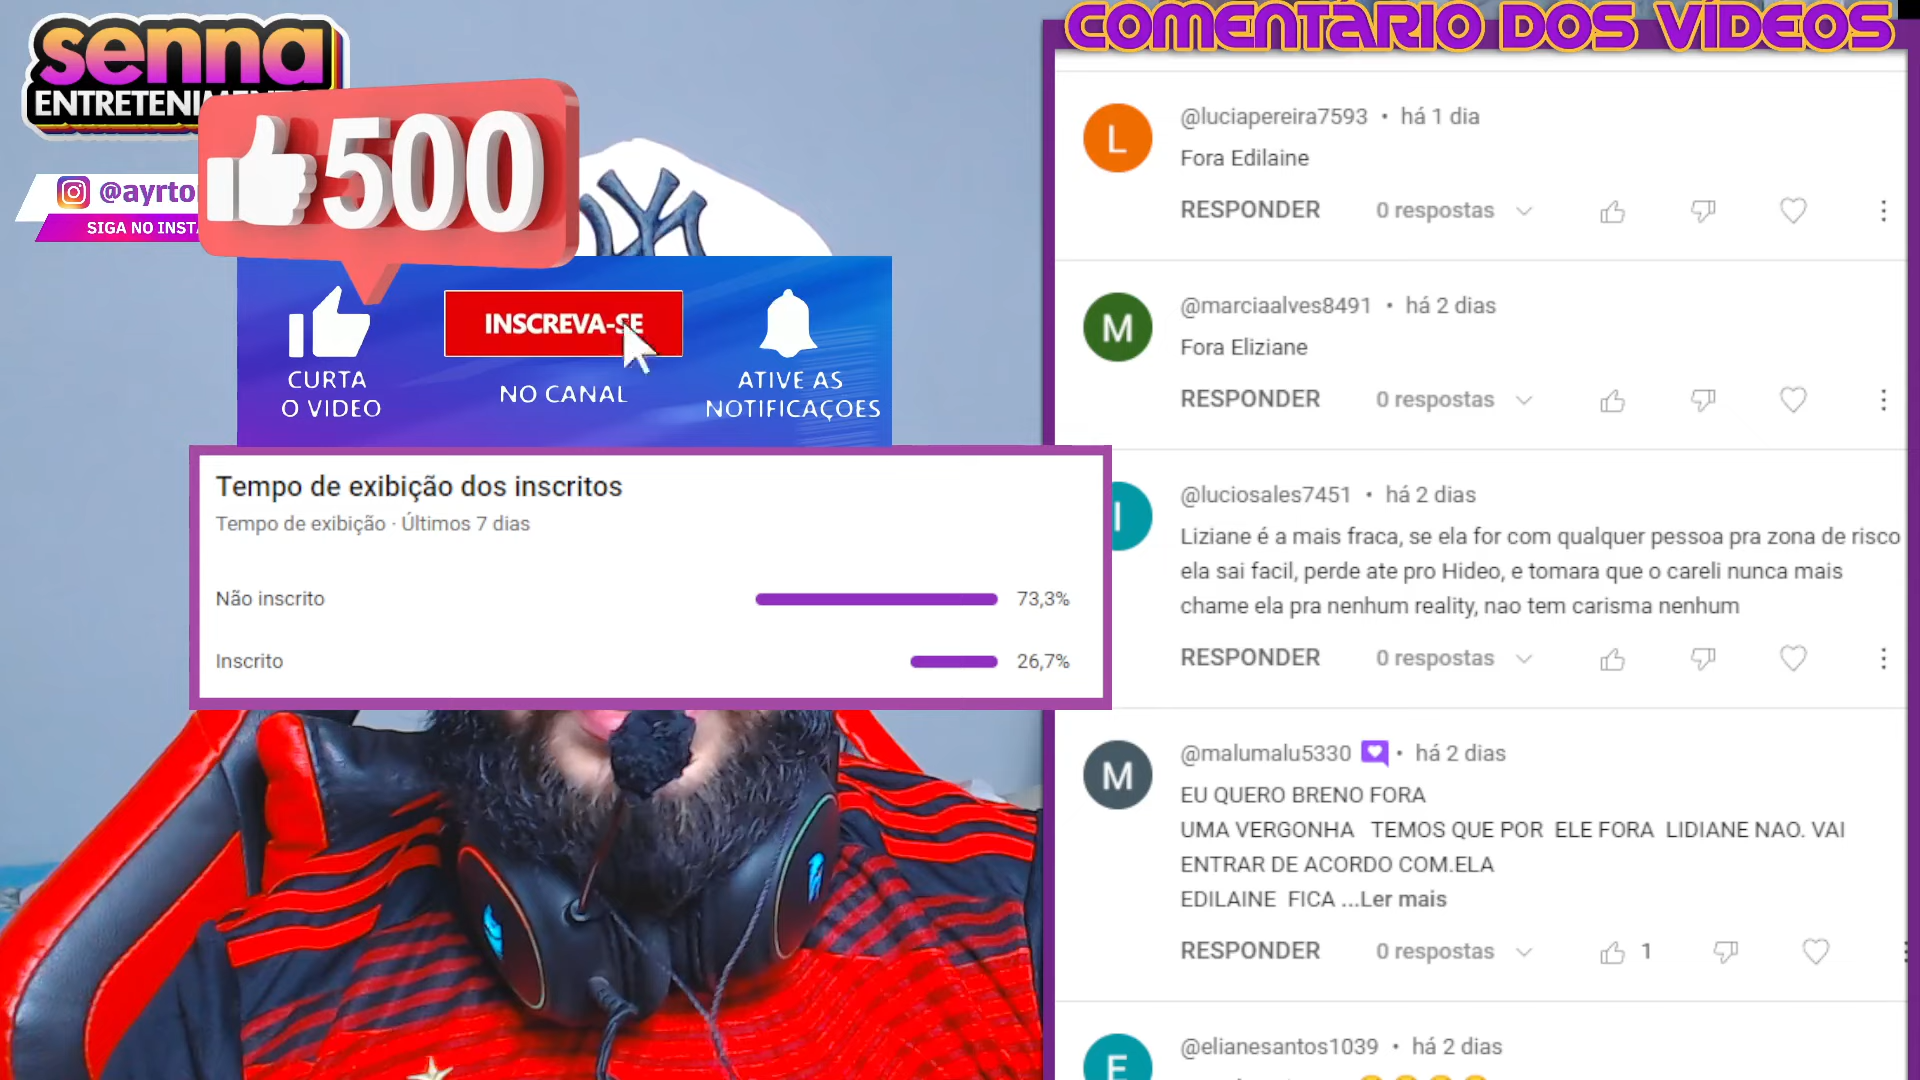 senna
@ayrto
SIGA NO INST
500
CURTA
O VIDEO
INSCREVA-SE
NO CANAL
ATIVE AS
NOTIFICAÇOES
Tempo de exibição dos inscritos
Tempo de exibição · Últimos 7 dias
Não inscrito 73,3%
Inscrito 26,7%
COMENTÁRIO DOS VÍDEOS
L
@luciapereira7593 • há 1 dia
Fora Edilaine
RESPONDER 0 respostas
M
@marciaalves8491 • há 2 dias
Fora Eliziane
RESPONDER 0 respostas
@luciosales7451 • há 2 dias
Liziane é a mais fraca, se ela for com qualquer pessoa pra zona de risco
ela sai facil, perde ate pro Hideo, e tomara que o careli nunca mais
chame ela pra nenhum reality, nao tem carisma nenhum
RESPONDER 0 respostas
M
@malumalu5330 • há 2 dias
EU QUERO BRENO FORA
UMA VERGONHA TEMOS QUE POR ELE FORA LIDIANE NAO. VAI
ENTRAR DE ACORDO COM.ELA
EDILAINE FICA ...Ler mais
RESPONDER 0 respostas 1
E
@elianesantos1039 • há 2 dias